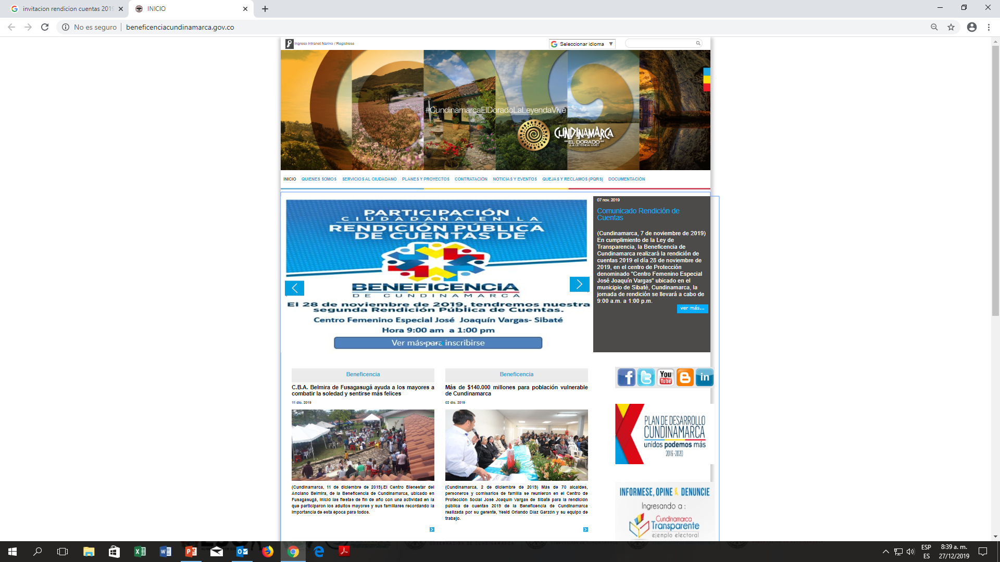 invitacion rendicion cuentas 2019
INICIO
No es seguro
beneficenciacundinamarca.gov.co
Ingreso Intranet Narino / Registrese
Seleccionar idioma
#CundinamarcaElDoradoLaLeyendaVive
CUNDINAMARCA
EL DORADO
¡LA LEYENDA VIVE!
INICIO
QUIENES SOMOS
SERVICIOS AL CIUDADANO
PLANES Y PROYECTOS
CONTRATACIÓN
NOTICIAS Y EVENTOS
QUEJAS Y RECLAMOS (PQRS)
DOCUMENTACIÓN
PARTICIPACIÓN
CIUDADANA EN LA
RENDICIÓN PÚBLICA
DE CUENTAS DE
BENEFICENCIA
DE CUNDINAMARCA
El 28 de noviembre de 2019, tendremos nuestra
segunda Rendición Pública de Cuentas.
Centro Femenino Especial José Joaquín Vargas- Sibaté
Hora 9:00 am a 1:00 pm
Ver más para inscribirse
07 nov. 2019
Comunicado Rendición de
Cuentas
(Cundinamarca, 7 de noviembre de 2019)
En cumplimiento de la Ley de
Transparencia, la Beneficencia de
Cundinamarca realizará la rendición de
cuentas 2019 el día 28 de noviembre de
2019, en el centro de Protección
denominado "Centro Femenino Especial
José Joaquín Vargas" ubicado en el
municipio de Sibaté, Cundinamarca, la
jornada de rendición se llevará a cabo de
9:00 a.m. a 1:00 p.m.
ver más...
Beneficencia
C.B.A. Belmira de Fusagasugá ayuda a los mayores a
combatir la soledad y sentirse más felices
11 dic. 2019
(Cundinamarca, 11 de diciembre de 2019).El Centro Bienestar del
Anciano Belmira, de la Beneficencia de Cundinamarca, ubicado en
Fusagasugá, inició las fiestas de fin de año con una actividad en la
que participaron los adultos mayores y sus familiares recordando la
importancia de esta época para todos.
Beneficencia
Más de $140.000 millones para población vulnerable
de Cundinamarca
02 dic. 2019
(Cundinamarca, 2 de diciembre de 2019) Más de 70 alcaldes,
personeros y comisarios de familia se reunieron en el Centro de
Protección Social José Joaquín Vargas de Sibaté para la rendición
pública de cuentas 2019 de la Beneficencia de Cundinamarca
realizada por su gerente, Yesid Orlando Díaz Garzón y su equipo de
trabajo.
You
Tube
in
PLAN DE DESARROLLO
CUNDINAMARCA
unidos podemos más
2016-2020
INFORMESE, OPINE & DENUNCIE
Ingresando a :
Cundinamarca
Transparente
ejemplo electoral
ESP
ES
8:39 a. m.
27/12/2019